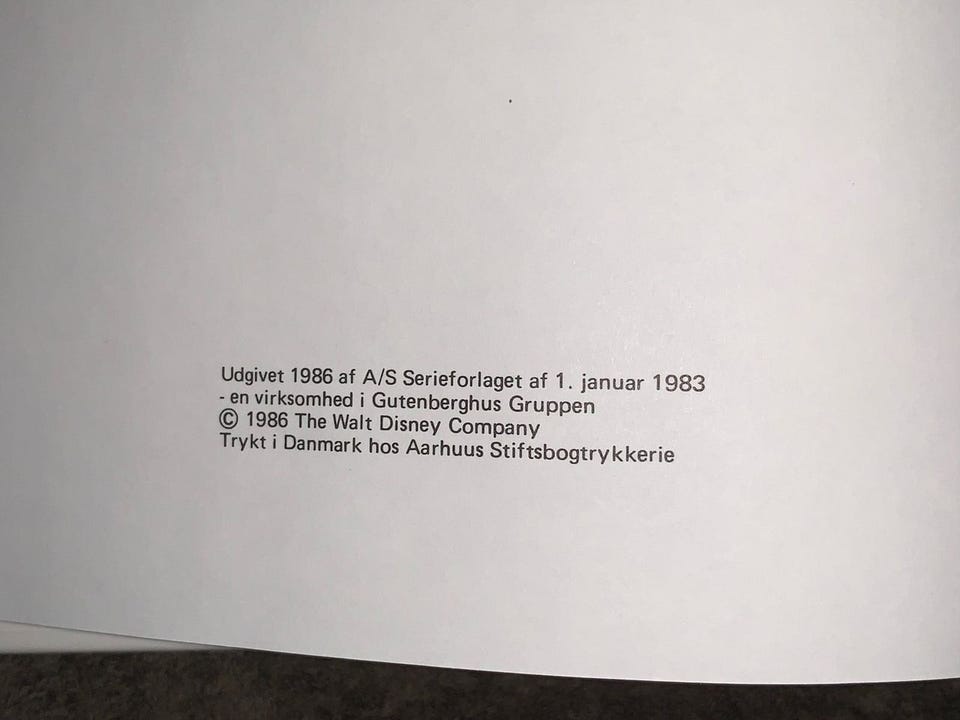 Udgivet 1986 af A/S Serieforlaget af 1. januar 1983
- en virksomhed i Gutenberghus Gruppen
© 1986 The Walt Disney Company
Trykt i Danmark hos Aarhuus Stiftsbogtrykkerie